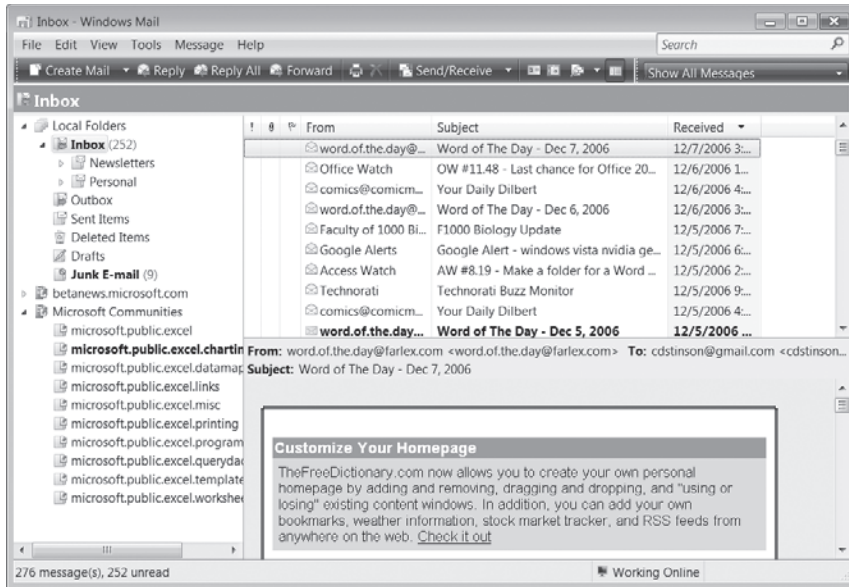 Inbox - Windows Mail
File Edit View Tools Message Help
Search
Create Mail Reply Reply All Forward Send/Receive Show All Messages
Inbox
Local Folders
Inbox (252)
Newsletters
Personal
Outbox
Sent Items
Deleted Items
Drafts
Junk E-mail (9)
betanews.microsoft.com
Microsoft Communities
microsoft.public.excel
microsoft.public.excel.chartin
microsoft.public.excel.datamap
microsoft.public.excel.links
microsoft.public.excel.misc
microsoft.public.excel.printing
microsoft.public.excel.program
microsoft.public.excel.querydao
microsoft.public.excel.template
microsoft.public.excel.workshee
! From Subject Received
word.of.the.day@... Word of The Day - Dec 7, 2006 12/7/2006 3:...
Office Watch OW #11.48 - Last chance for Office 20... 12/6/2006 1...
comics@comicm... Your Daily Dilbert 12/6/2006 4:...
word.of.the.day@... Word of The Day - Dec 6, 2006 12/6/2006 3:...
Faculty of 1000 Bi... F1000 Biology Update 12/5/2006 7:...
Google Alerts Google Alert - windows vista nvidia ge... 12/5/2006 6:...
Access Watch AW #8.19 - Make a folder for a Word ... 12/5/2006 2:...
Technorati Technorati Buzz Monitor 12/5/2006 9:...
comics@comicm... Your Daily Dilbert 12/5/2006 4:...
word.of.the.day... Word of The Day - Dec 5, 2006 12/5/2006 ...
From: word.of.the.day@farlex.com <word.of.the.day@farlex.com> To: cdstinson@gmail.com <cdstinson...
Subject: Word of The Day - Dec 7, 2006
Customize Your Homepage
TheFreeDictionary.com now allows you to create your own personal
homepage by adding and removing, dragging and dropping, and "using or
losing" existing content windows. In addition, you can add your own
bookmarks, weather information, stock market tracker, and RSS feeds from
anywhere on the web. Check it out
276 message(s), 252 unread
Working Online